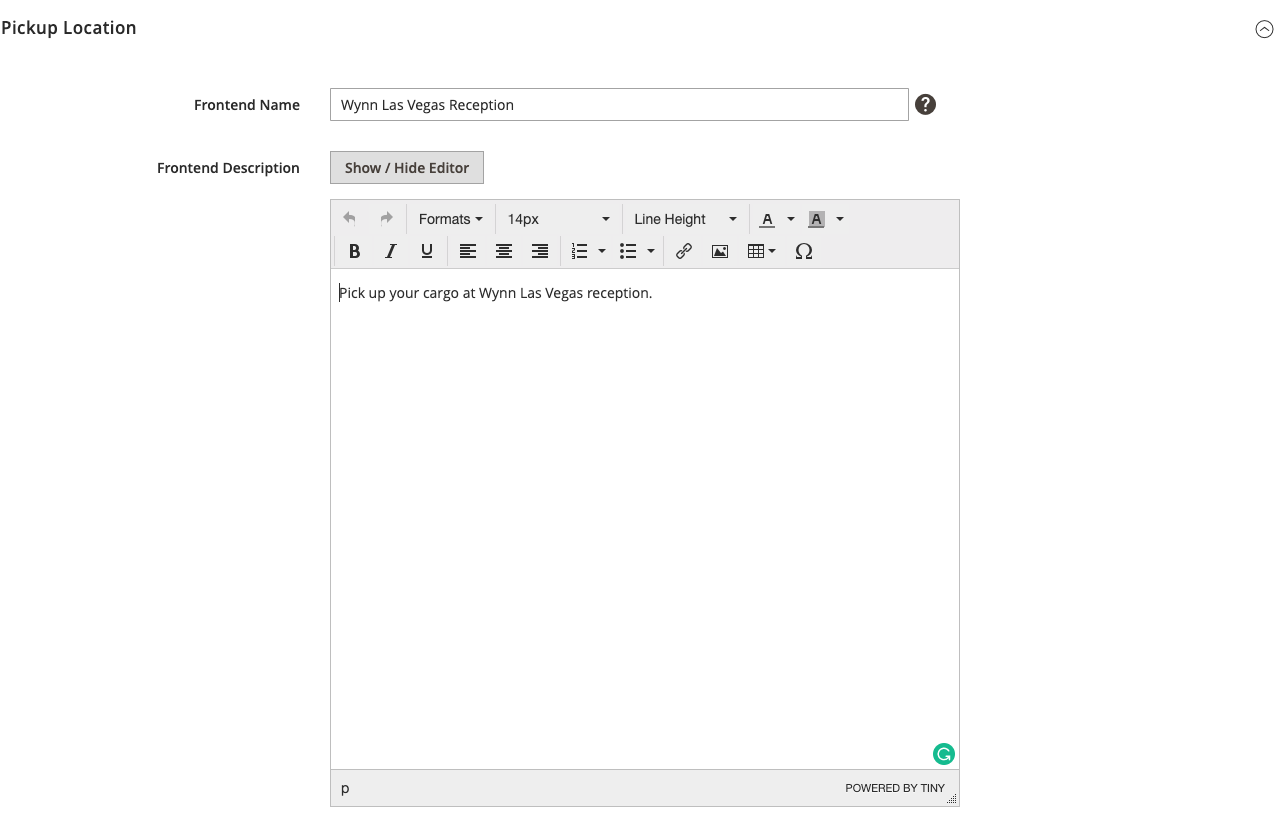 Pickup Location
Frontend Name
Wynn Las Vegas Reception
?
Frontend Description
Show / Hide Editor
Formats 14px Line Height A A
B I U Ω
Pick up your cargo at Wynn Las Vegas reception.
p POWERED BY TINY